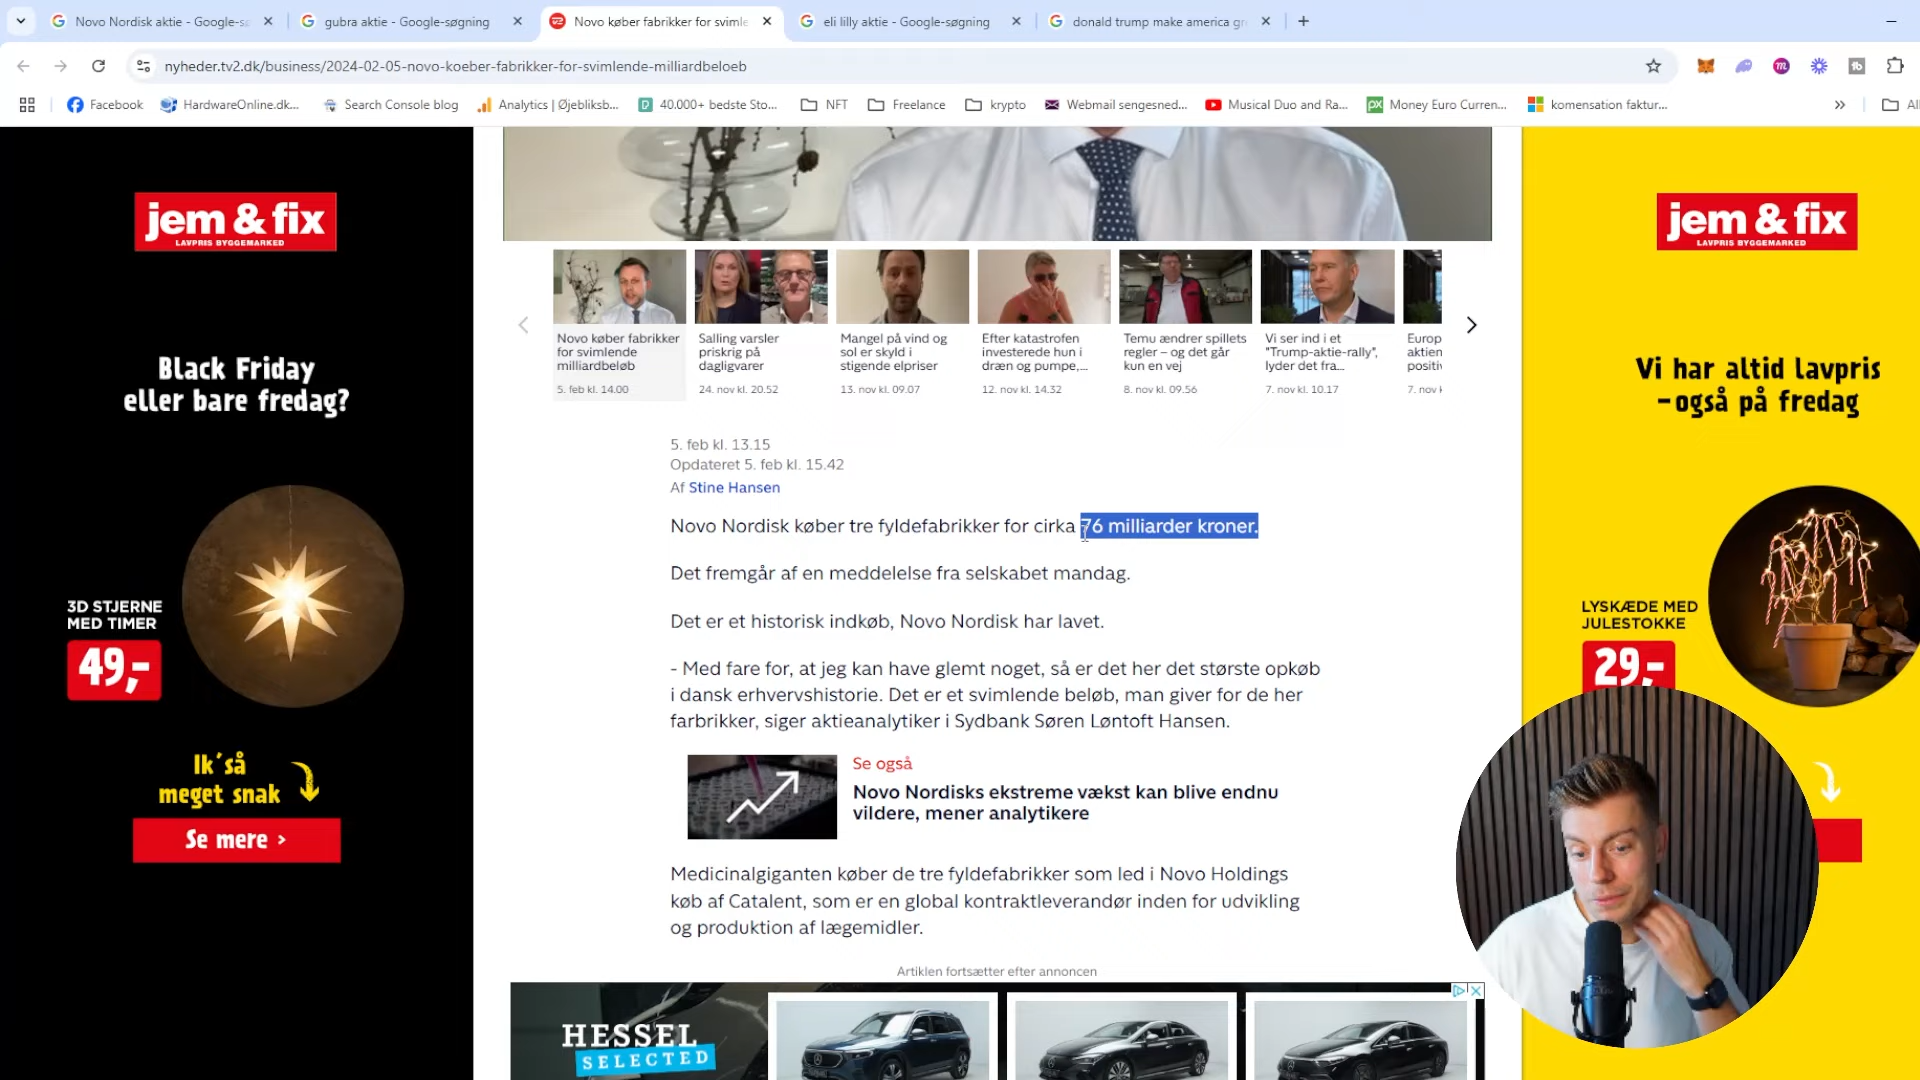 Novo Nordisk aktie - Google-sø
gubra aktie - Google-søgning
Novo køber fabrikker for svimle
eli lilly aktie - Google-søgning
donald trump make america gr
nyheder.tv2.dk/business/2024-02-05-novo-koeber-fabrikker-for-svimlende-milliardbeloeb
Facebook
HardwareOnline.dk...
Search Console blog
Analytics | Øjebliksb...
40.000+ bedste Sto...
NFT
Freelance
krypto
Webmail sengesned...
Musical Duo and Ra...
Money Euro Curren...
komensation faktur...
jem & fix
LAVPRIS BYGGEMARKED
Black Friday
eller bare fredag?
3D STJERNE
MED TIMER
49,-
Ik´så
meget snak
Se mere >
Novo køber fabrikker
for svimlende
milliardbeløb
5. feb kl. 14.00
Salling varsler
priskrig på
dagligvarer
24. nov kl. 20.52
Mangel på vind og
sol er skyld i
stigende elpriser
13. nov kl. 09.07
Efter katastrofen
investerede hun i
dræn og pumpe,...
12. nov kl. 14.32
Temu ændrer spillets
regler – og det går
kun en vej
8. nov kl. 09.56
Vi ser ind i et
"Trump-aktie-rally",
lyder det fra...
7. nov kl. 10.17
Europ
aktien
positiv
7. nov k
5. feb kl. 13.15
Opdateret 5. feb kl. 15.42
Af Stine Hansen
Novo Nordisk køber tre fyldefabrikker for cirka 76 milliarder kroner.
Det fremgår af en meddelelse fra selskabet mandag.
Det er et historisk indkøb, Novo Nordisk har lavet.
- Med fare for, at jeg kan have glemt noget, så er det her det største opkøb
i dansk erhvervshistorie. Det er et svimlende beløb, man giver for de her
farbrikker, siger aktieanalytiker i Sydbank Søren Løntoft Hansen.
Se også
Novo Nordisks ekstreme vækst kan blive endnu
vildere, mener analytikere
Medicinalgiganten køber de tre fyldefabrikker som led i Novo Holdings
køb af Catalent, som er en global kontraktleverandør inden for udvikling
og produktion af lægemidler.
Artiklen fortsætter efter annoncen
HESSEL
SELECTED
jem & fix
LAVPRIS BYGGEMARKED
Vi har altid lavpris
-også på fredag
LYSKÆDE MED
JULESTOKKE
29,-